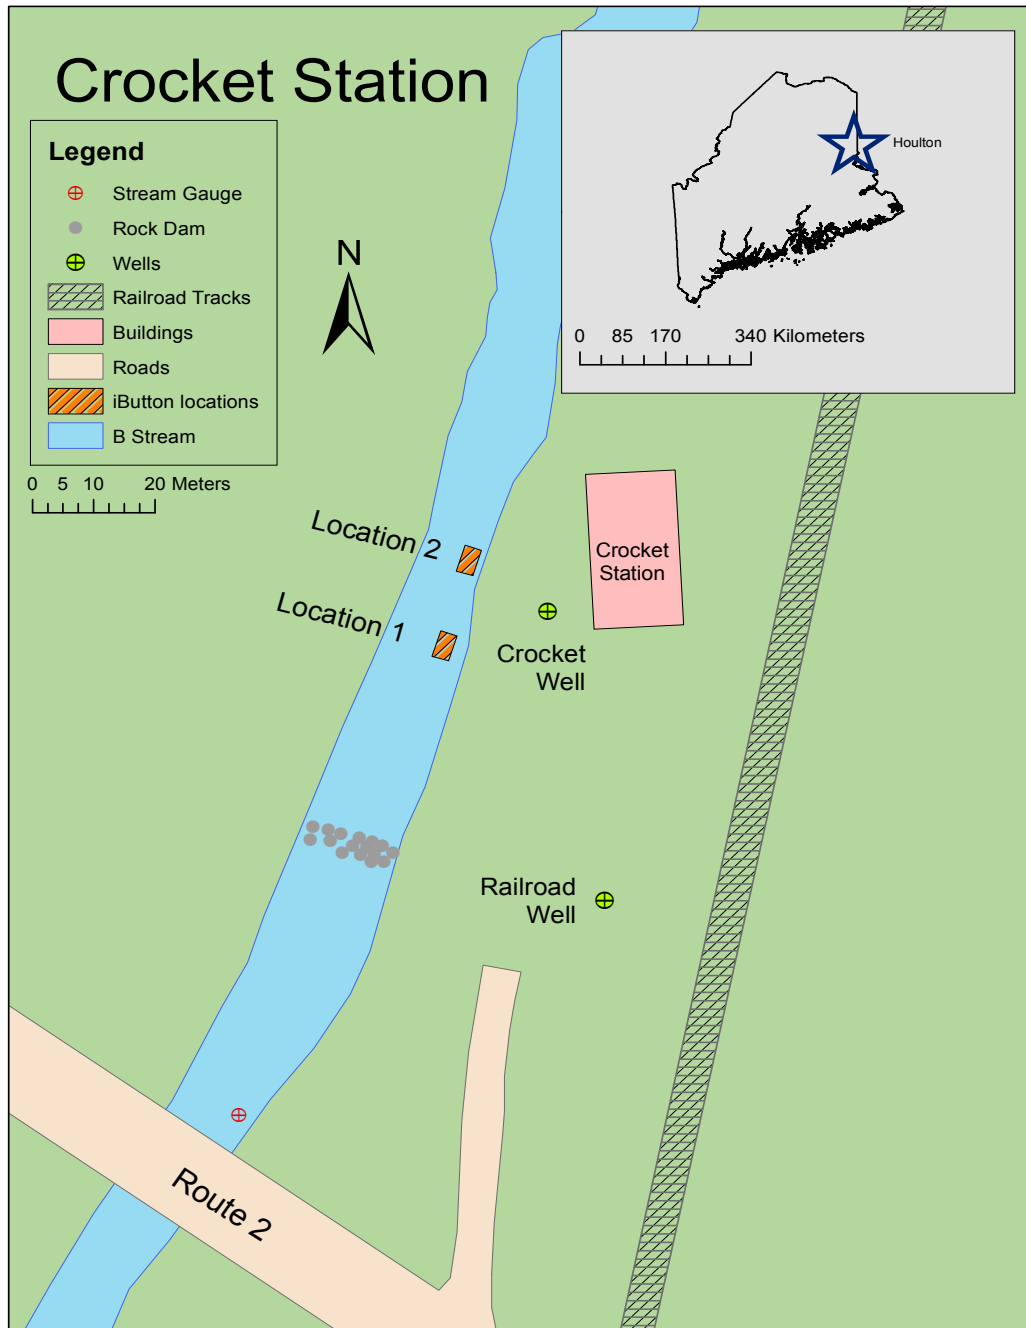 Crocket Station
Legend
Stream Gauge
Rock Dam
Wells
Railroad Tracks
Buildings
Roads
iButton locations
B Stream
0 5 10 20 Meters
N
Houlton
0 85 170 340 Kilometers
Location 2
Location 1
Crocket
Station
Crocket
Well
Railroad
Well
Route 2